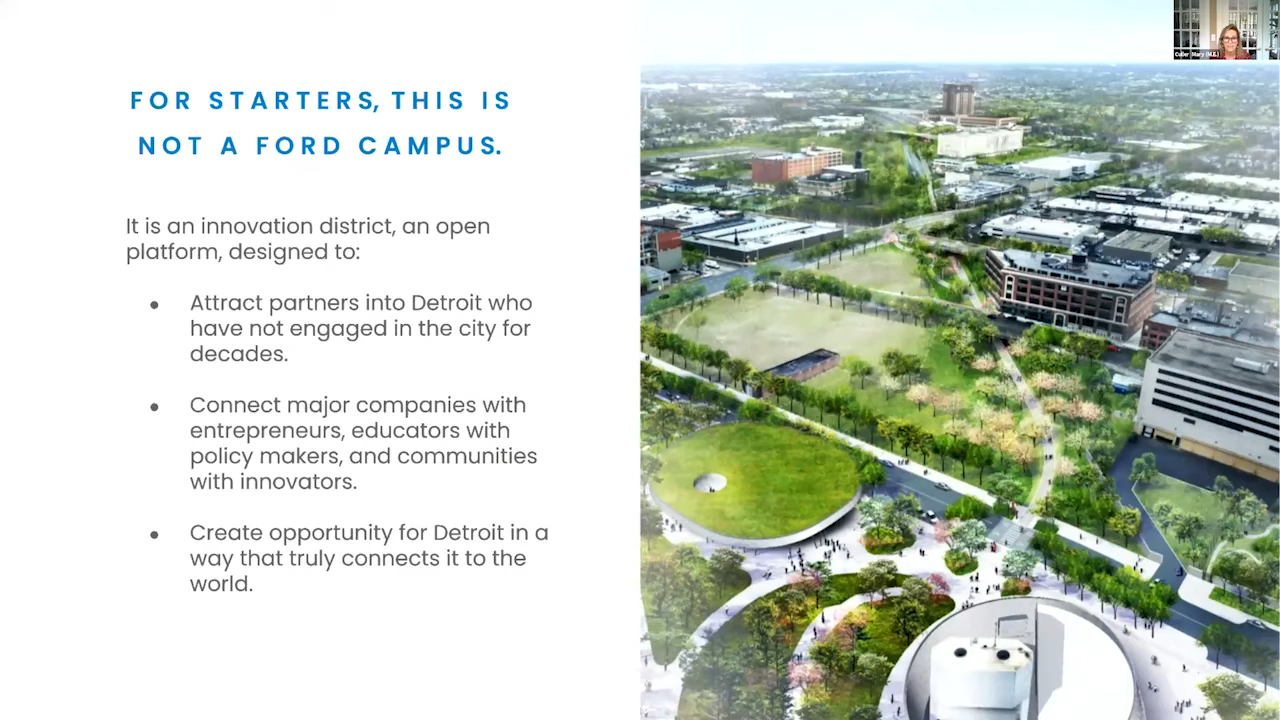 FOR STARTERS, THIS IS
NOT A FORD CAMPUS.
It is an innovation district, an open
platform, designed to:
● Attract partners into Detroit who
have not engaged in the city for
decades.
● Connect major companies with
entrepreneurs, educators with
policy makers, and communities
with innovators.
● Create opportunity for Detroit in a
way that truly connects it to the
world.
Culler, Mary (M.E.)